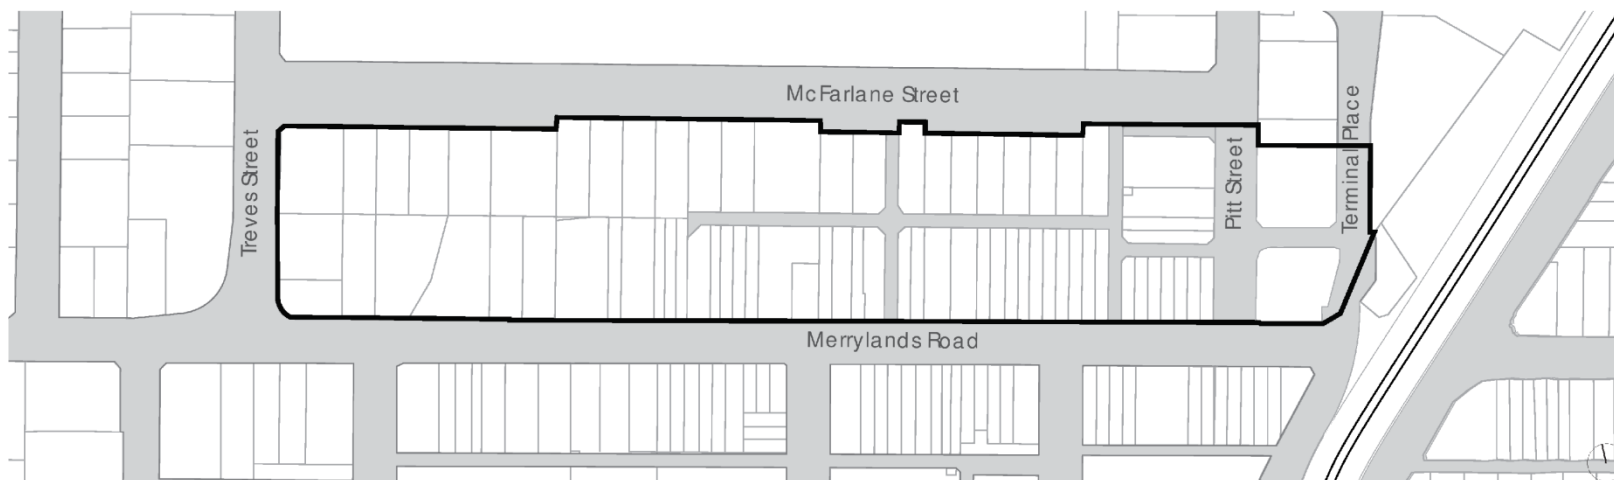 McFarlane Street
Treves Street
Pitt Street
Terminal Place
Merrylands Road